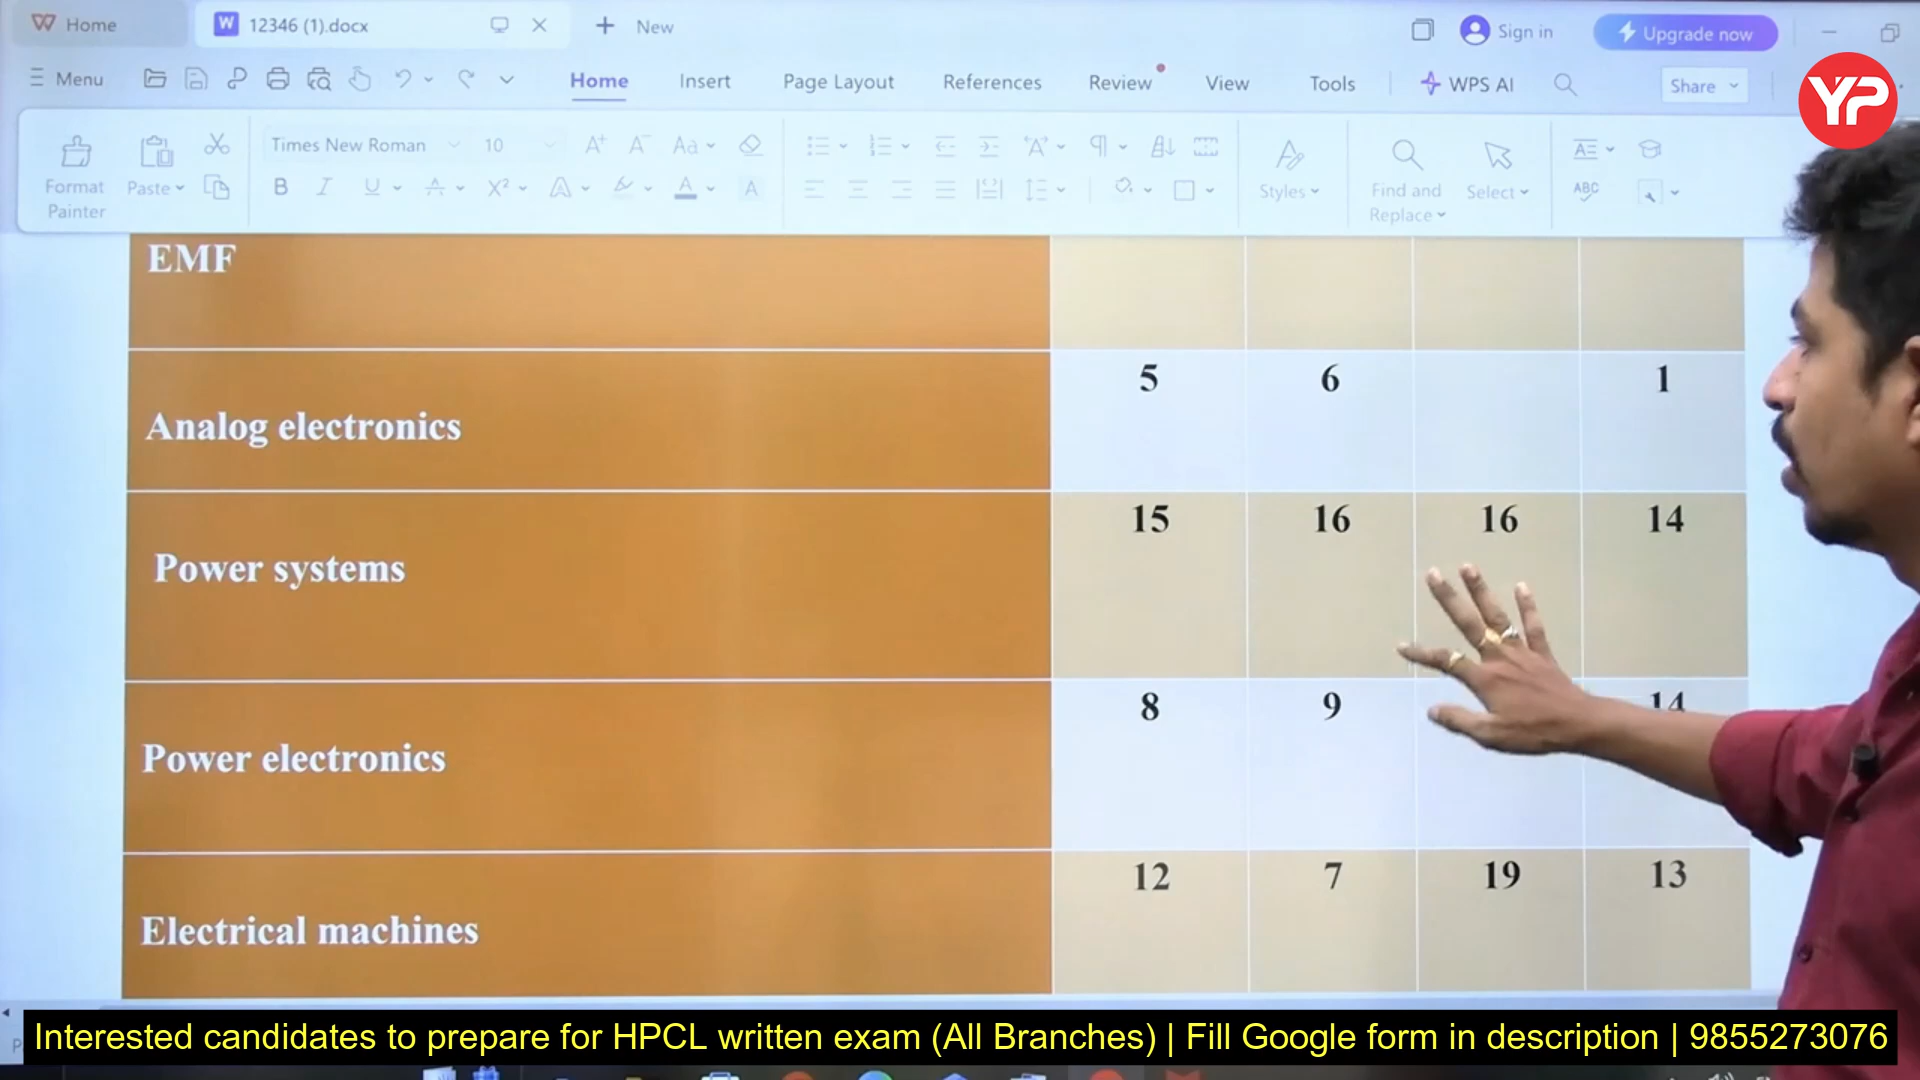 Home
12346 (1).docx
New
Sign in
Upgrade now
Menu
Home
Insert
Page Layout
References
Review
View
Tools
WPS AI
Share
YP
Format
Painter
Paste
Times New Roman
10
Styles
Find and
Replace
Select
EMF
Analog electronics 5 6 1
Power systems 15 16 16 14
Power electronics 8 9 14
Electrical machines 12 7 19 13
Interested candidates to prepare for HPCL written exam (All Branches) | Fill Google form in description | 9855273076